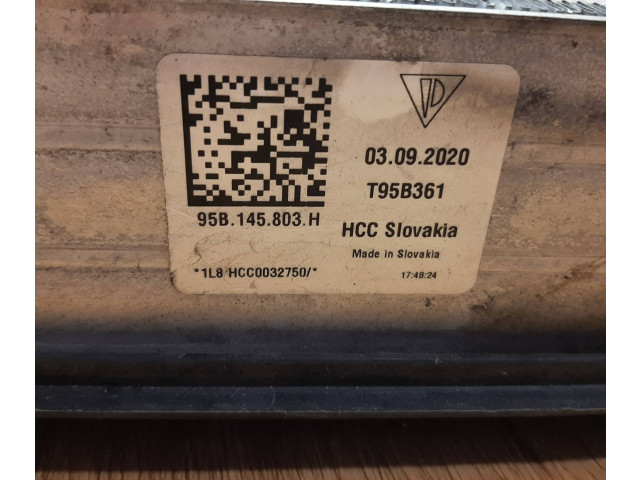 03.09.2020
T95B361
95B.145.803.H
HCC Slovakia
Made in Slovakia
*1L8 HCC0032750/*
17:48:24